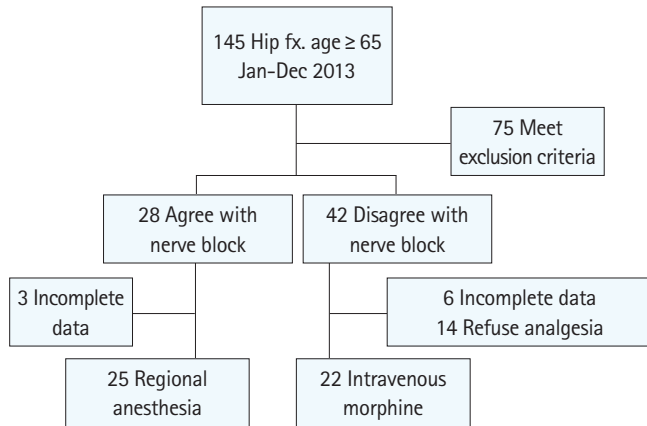 145 Hip fx. age ≥ 65
Jan-Dec 2013
75 Meet
exclusion criteria
28 Agree with
nerve block
42 Disagree with
nerve block
3 Incomplete
data
6 Incomplete data
14 Refuse analgesia
25 Regional
anesthesia
22 Intravenous
morphine